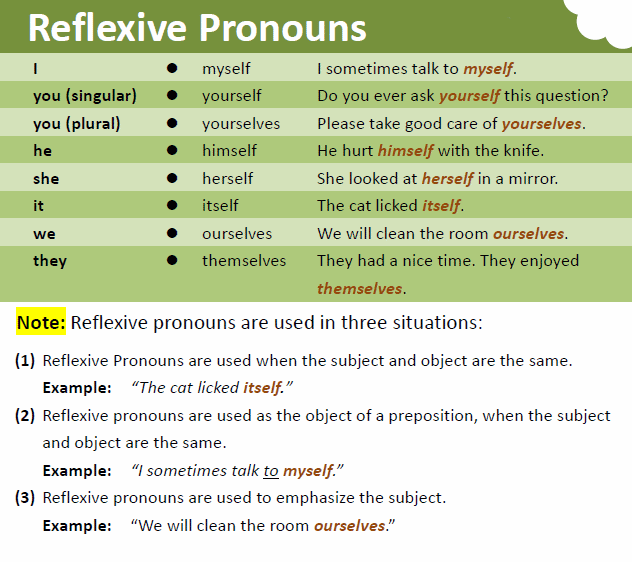 Reflexive Pronouns
I ● myself I sometimes talk to myself.
you (singular) ● yourself Do you ever ask yourself this question?
you (plural) ● yourselves Please take good care of yourselves.
he ● himself He hurt himself with the knife.
she ● herself She looked at herself in a mirror.
it ● itself The cat licked itself.
we ● ourselves We will clean the room ourselves.
they ● themselves They had a nice time. They enjoyed
themselves.
Note: Reflexive pronouns are used in three situations:
(1) Reflexive Pronouns are used when the subject and object are the same.
Example: “The cat licked itself.”
(2) Reflexive pronouns are used as the object of a preposition, when the subject
and object are the same.
Example: “I sometimes talk to myself.”
(3) Reflexive pronouns are used to emphasize the subject.
Example: “We will clean the room ourselves.”